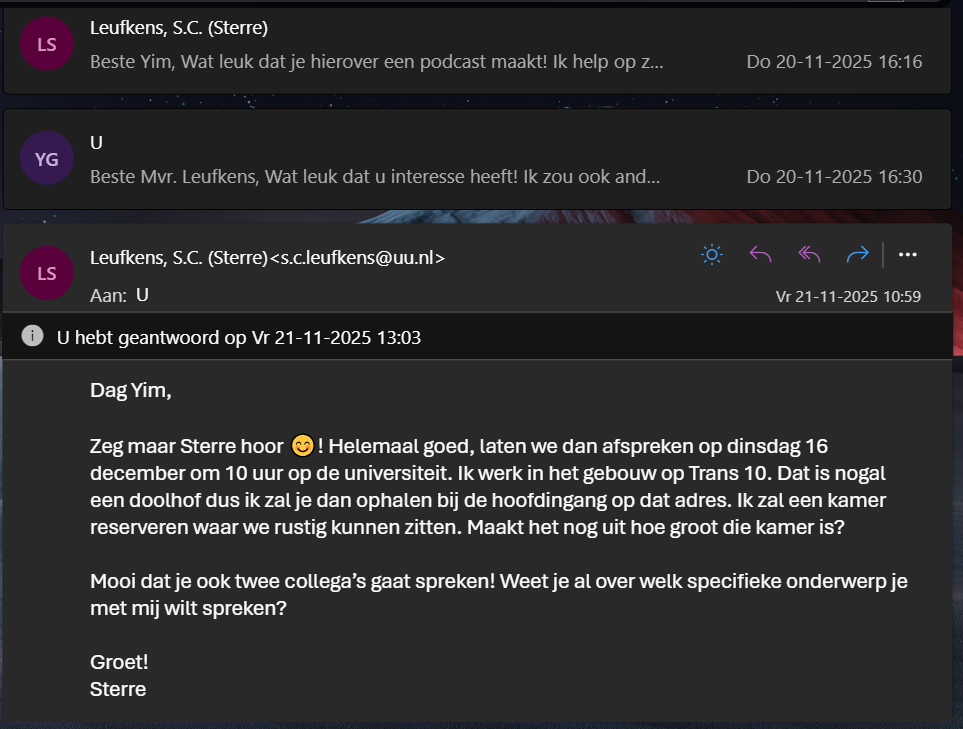 LS
Leufkens, S.C. (Sterre)
Beste Yim, Wat leuk dat je hierover een podcast maakt! Ik help op z...
Do 20-11-2025 16:16
YG
U
Beste Mvr. Leufkens, Wat leuk dat u interesse heeft! Ik zou ook and...
Do 20-11-2025 16:30
LS
Leufkens, S.C. (Sterre)<s.c.leufkens@uu.nl>
Aan: U
Vr 21-11-2025 10:59
U hebt geantwoord op Vr 21-11-2025 13:03
Dag Yim,
Zeg maar Sterre hoor 😊! Helemaal goed, laten we dan afspreken op dinsdag 16
december om 10 uur op de universiteit. Ik werk in het gebouw op Trans 10. Dat is nogal
een doolhof dus ik zal je dan ophalen bij de hoofdingang op dat adres. Ik zal een kamer
reserveren waar we rustig kunnen zitten. Maakt het nog uit hoe groot die kamer is?
Mooi dat je ook twee collega’s gaat spreken! Weet je al over welk specifieke onderwerp je
met mij wilt spreken?
Groet!
Sterre